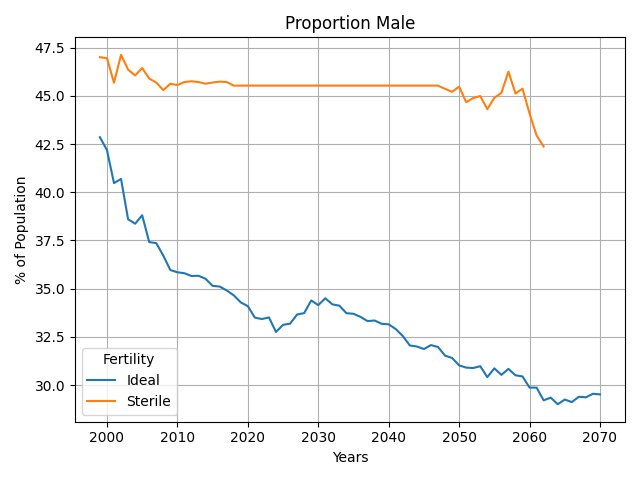 Proportion Male
% of Population
47.5
45.0
42.5
40.0
37.5
35.0
32.5
30.0
Fertility
Ideal
Sterile
2000 2010 2020 2030 2040 2050 2060 2070
Years